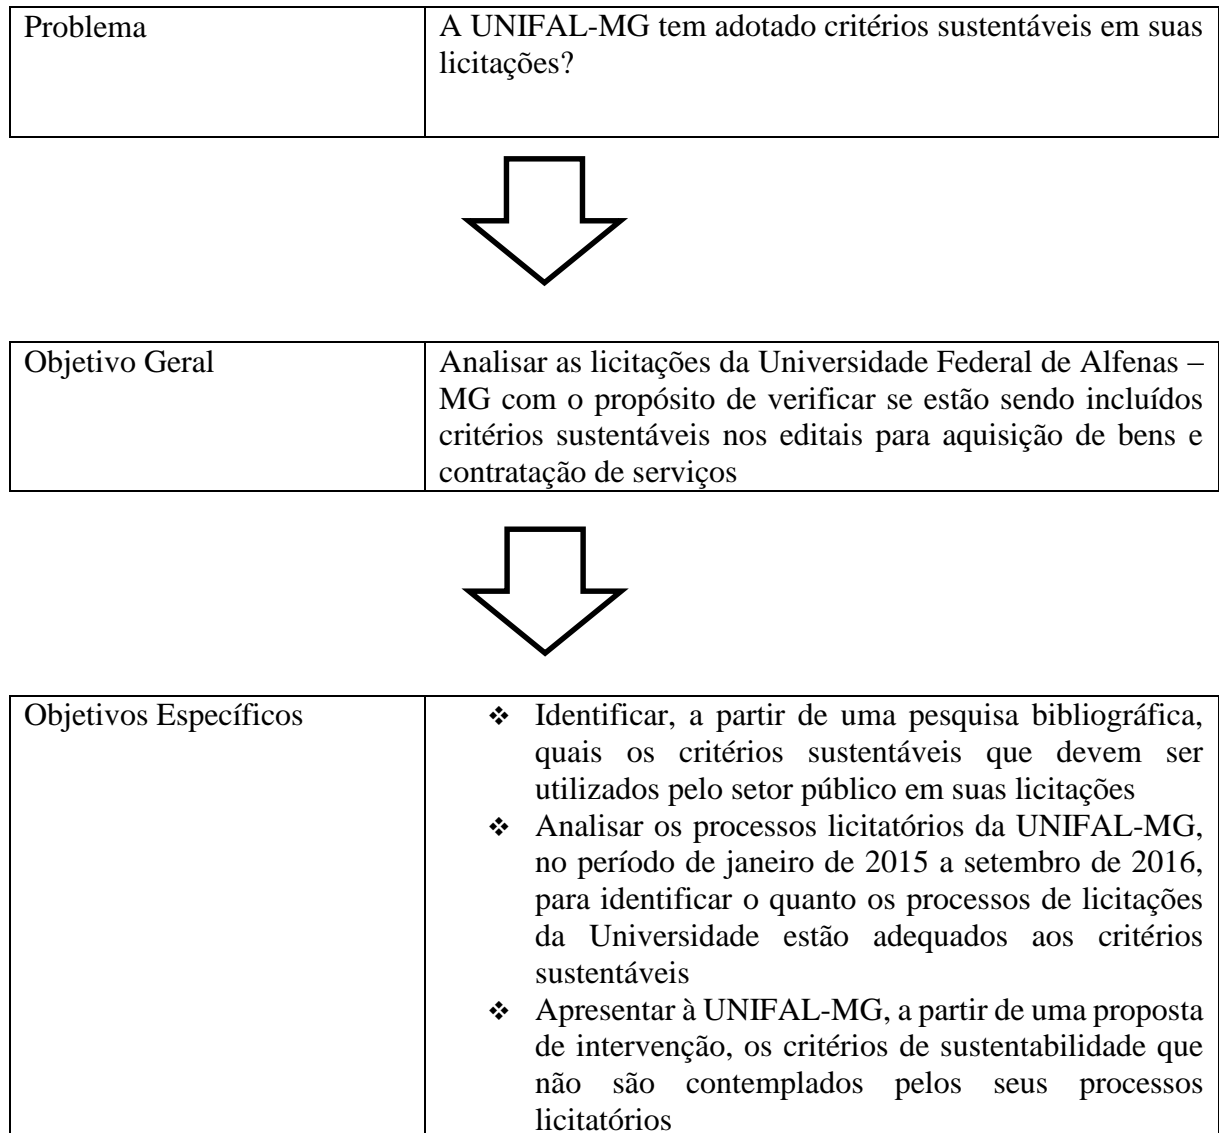 Problema
A UNIFAL-MG tem adotado critérios sustentáveis em suas
licitações?
Objetivo Geral
Analisar as licitações da Universidade Federal de Alfenas –
MG com o propósito de verificar se estão sendo incluídos
critérios sustentáveis nos editais para aquisição de bens e
contratação de serviços
Objetivos Específicos
❖ Identificar, a partir de uma pesquisa bibliográfica,
quais os critérios sustentáveis que devem ser
utilizados pelo setor público em suas licitações
❖ Analisar os processos licitatórios da UNIFAL-MG,
no período de janeiro de 2015 a setembro de 2016,
para identificar o quanto os processos de licitações
da Universidade estão adequados aos critérios
sustentáveis
❖ Apresentar à UNIFAL-MG, a partir de uma proposta
de intervenção, os critérios de sustentabilidade que
não são contemplados pelos seus processos
licitatórios